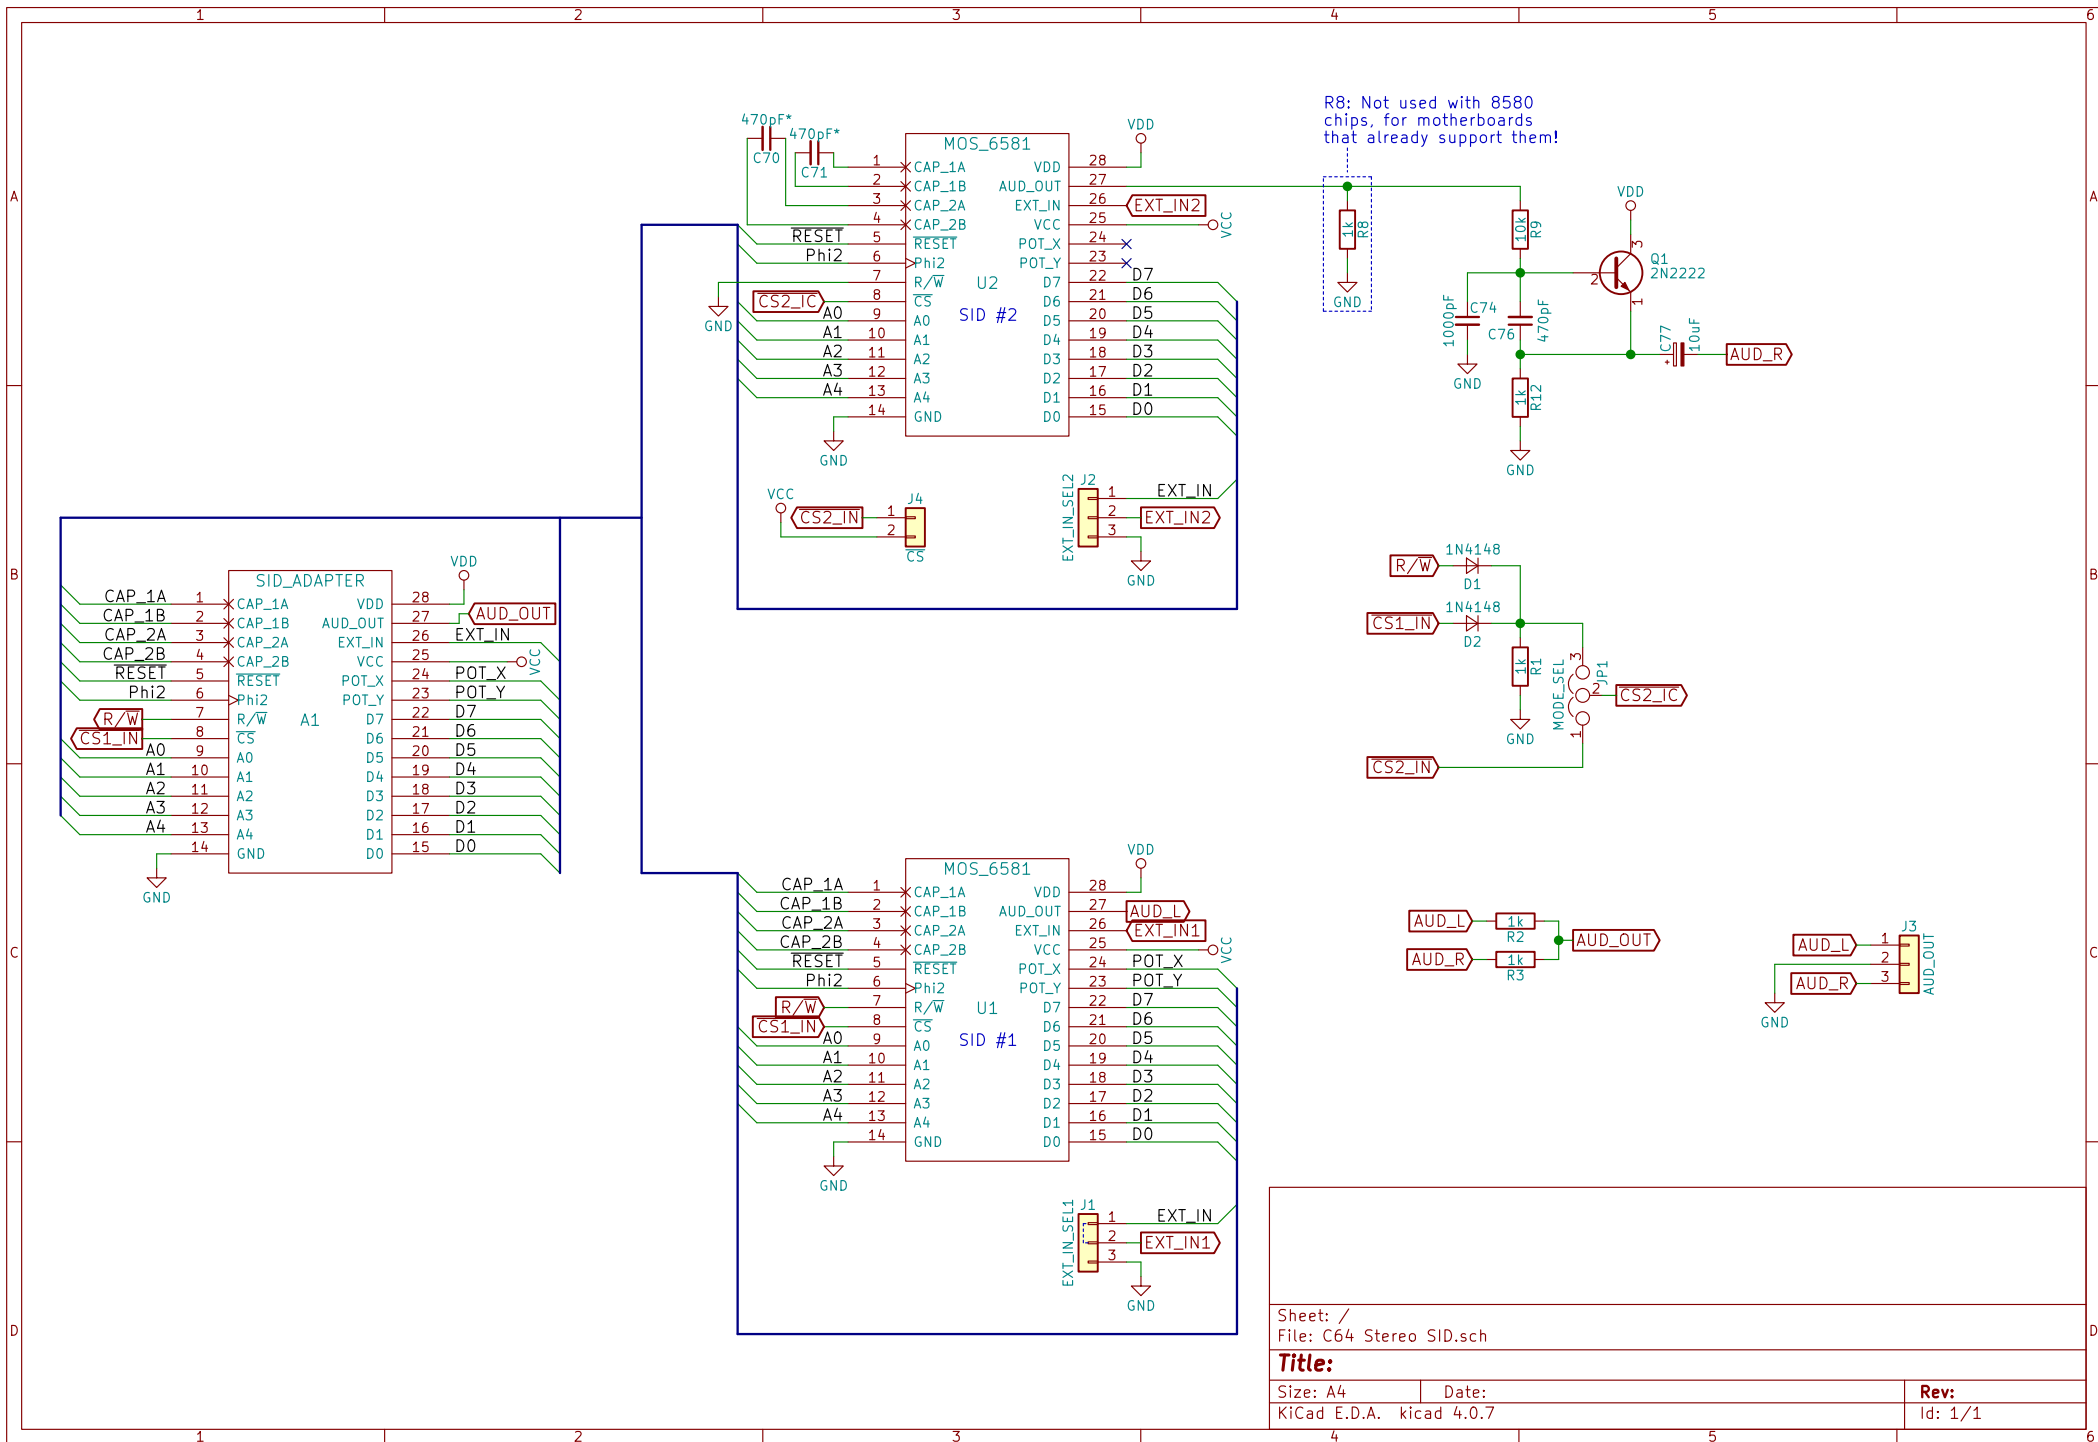 1 2 3 4 5 6
A
B
C
D
A
B
C
D
1 2 3 4 5 6
SID_ADAPTER
A1
CAP_1A 1 CAP_1A
CAP_1B 2 CAP_1B
CAP_2A 3 CAP_2A
CAP_2B 4 CAP_2B
RESET 5 RESET
Phi2 6 Phi2
R/W 7 R/W
CS1_IN 8 CS
A0 9 A0
A1 10 A1
A2 11 A2
A3 12 A3
A4 13 A4
14 GND
GND
VDD
VDD 28
AUD_OUT 27 AUD_OUT
EXT_IN 26 EXT_IN
VCC 25 VCC
POT_X 24 POT_X
POT_Y 23 POT_Y
D7 22 D7
D6 21 D6
D5 20 D5
D4 19 D4
D3 18 D3
D2 17 D2
D1 16 D1
D0 15 D0
470pF*
C70
470pF*
C71
MOS_6581
U2
SID #2
1 CAP_1A
2 CAP_1B
3 CAP_2A
4 CAP_2B
RESET 5 RESET
Phi2 6 Phi2
7 R/W
GND
CS2_IC 8 CS
A0 9 A0
A1 10 A1
A2 11 A2
A3 12 A3
A4 13 A4
14 GND
GND
VDD
VDD 28
AUD_OUT 27
EXT_IN 26 EXT_IN2
VCC 25 VCC
POT_X 24
POT_Y 23
D7 22 D7
D6 21 D6
D5 20 D5
D4 19 D4
D3 18 D3
D2 17 D2
D1 16 D1
D0 15 D0
VCC
CS2_IN 1
2
J4
CS
J2
EXT_IN_SEL2
1 EXT_IN
2 EXT_IN2
3
GND
MOS_6581
U1
SID #1
CAP_1A 1 CAP_1A
CAP_1B 2 CAP_1B
CAP_2A 3 CAP_2A
CAP_2B 4 CAP_2B
RESET 5 RESET
Phi2 6 Phi2
R/W 7 R/W
CS1_IN 8 CS
A0 9 A0
A1 10 A1
A2 11 A2
A3 12 A3
A4 13 A4
14 GND
GND
VDD
VDD 28
AUD_OUT 27 AUD_L
EXT_IN 26 EXT_IN1
VCC 25 VCC
POT_X 24 POT_X
POT_Y 23 POT_Y
D7 22 D7
D6 21 D6
D5 20 D5
D4 19 D4
D3 18 D3
D2 17 D2
D1 16 D1
D0 15 D0
J1
EXT_IN_SEL1
1 EXT_IN
2 EXT_IN1
3
GND
R8: Not used with 8580
chips, for motherboards
that already support them!
1k R8
GND
10k R9
VDD
3
Q1
2N2222
2
1
1000pF C74
GND
C76 470pF
C77 10uF
+
AUD_R
1k R12
GND
1N4148
R/W
D1
1N4148
CS1_IN
D2
1k R1
GND
MODE_SEL
JP1
3
2
1
CS2_IC
CS2_IN
AUD_L 1k
R2
AUD_R 1k
R3
AUD_OUT
J3
AUD_OUT
AUD_L 1
2
AUD_R 3
GND
Sheet: /
File: C64 Stereo SID.sch
Title:
Size: A4 Date: Rev:
KiCad E.D.A. kicad 4.0.7 Id: 1/1